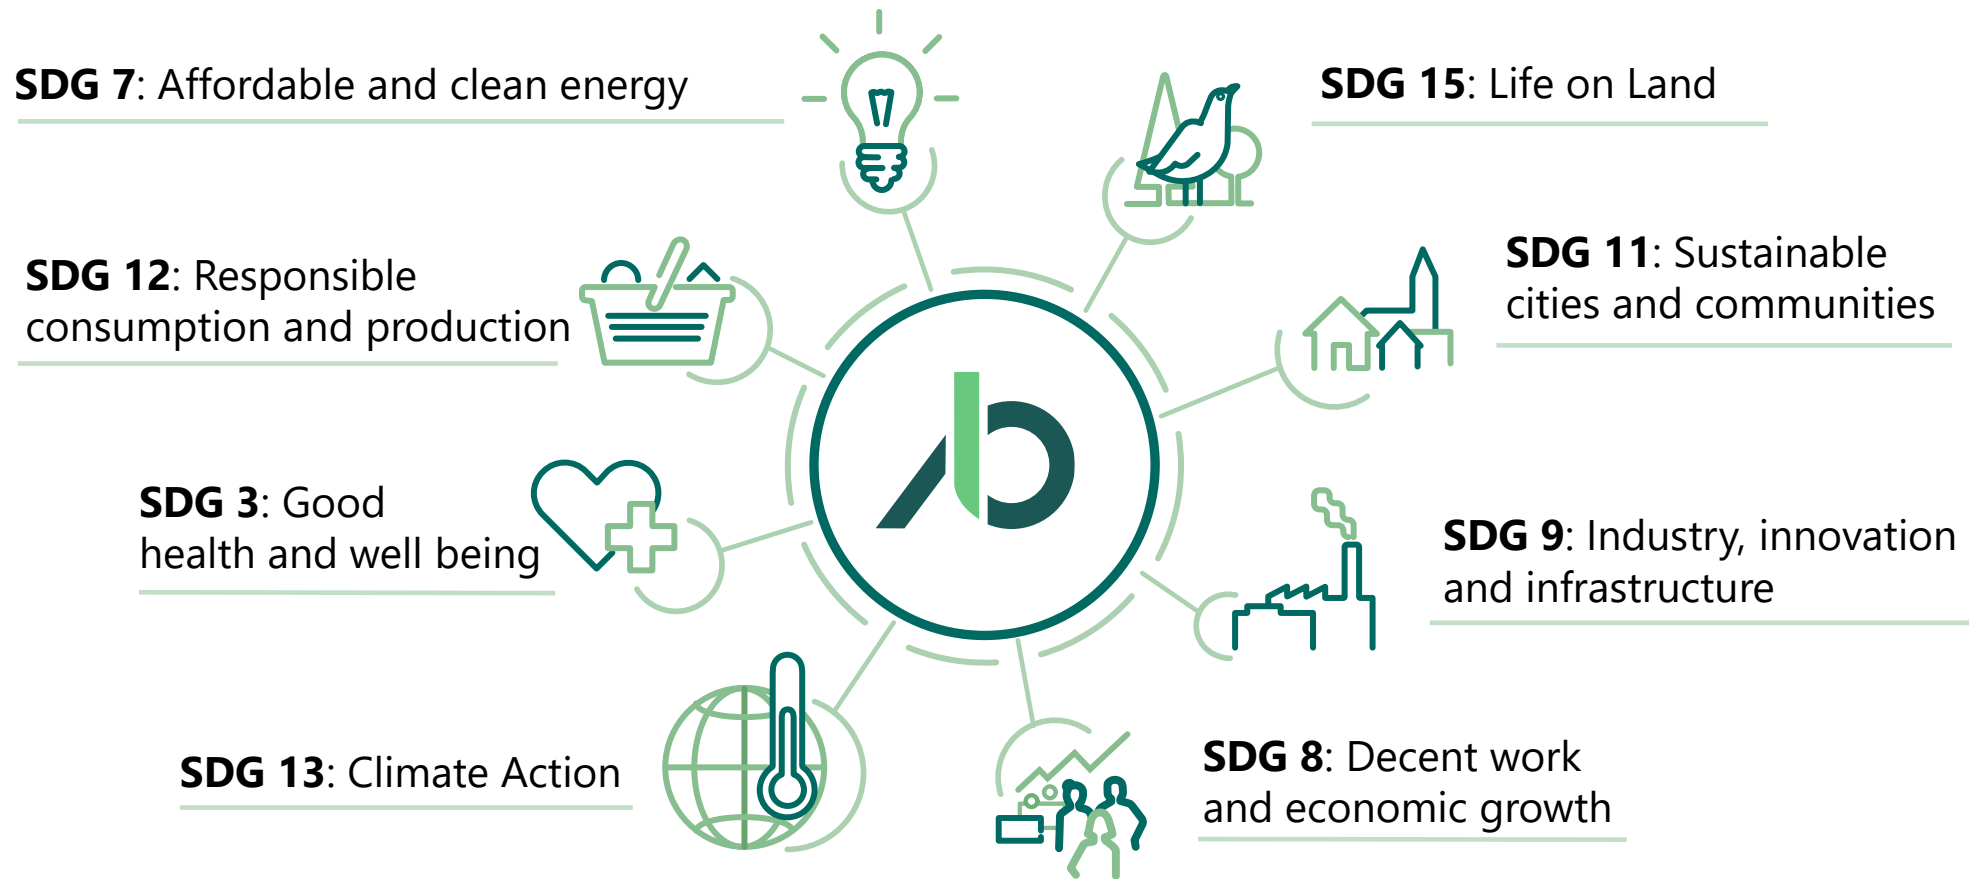 SDG 7: Affordable and clean energy
SDG 12: Responsible
consumption and production
SDG 3: Good
health and well being
SDG 13: Climate Action
SDG 15: Life on Land
SDG 11: Sustainable
cities and communities
SDG 9: Industry, innovation
and infrastructure
SDG 8: Decent work
and economic growth